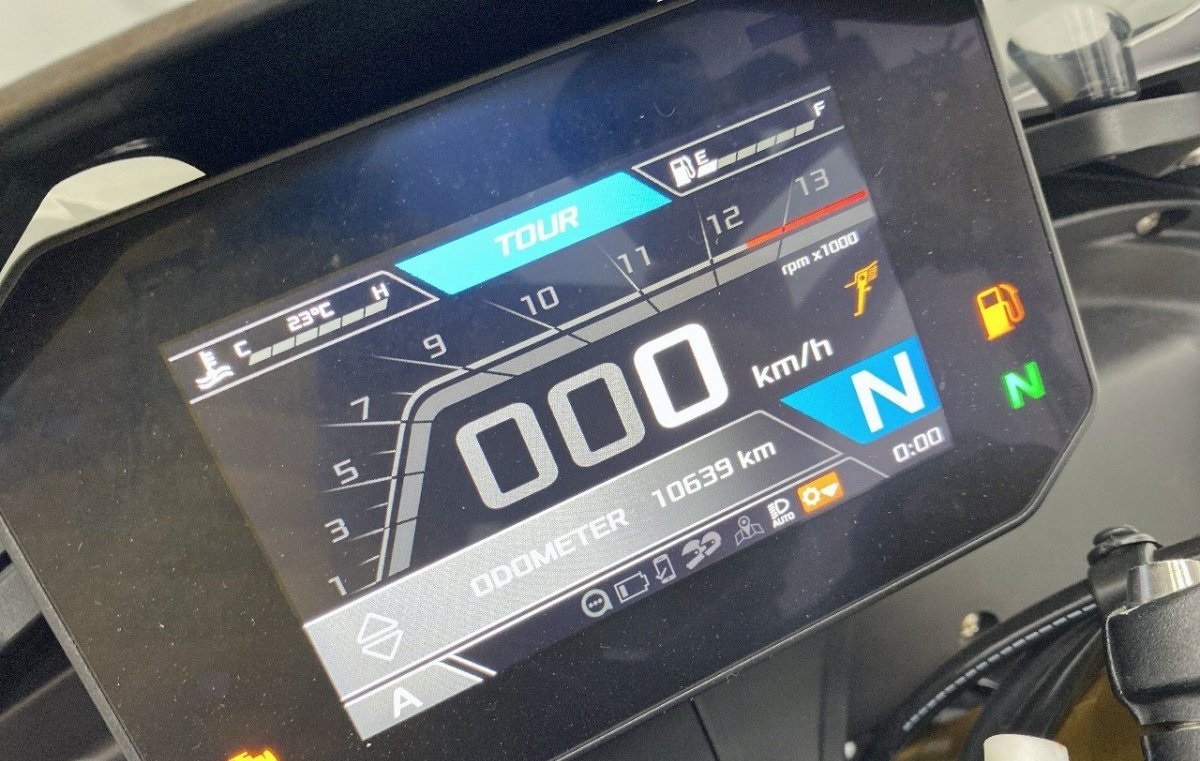 F
E
TOUR
H
23°C
C
13
12
11
10
9
7
5
3
1
rpm x1000
000
km/h
N
N
0:00
ODOMETER 10639 km
AUTO
A